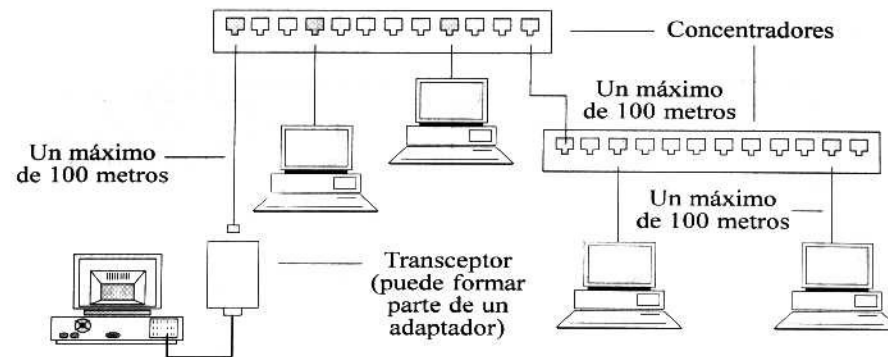 Concentradores
Un máximo
de 100 metros
Un máximo
de 100 metros
Un máximo
de 100 metros
Transceptor
(puede formar
parte de un
adaptador)